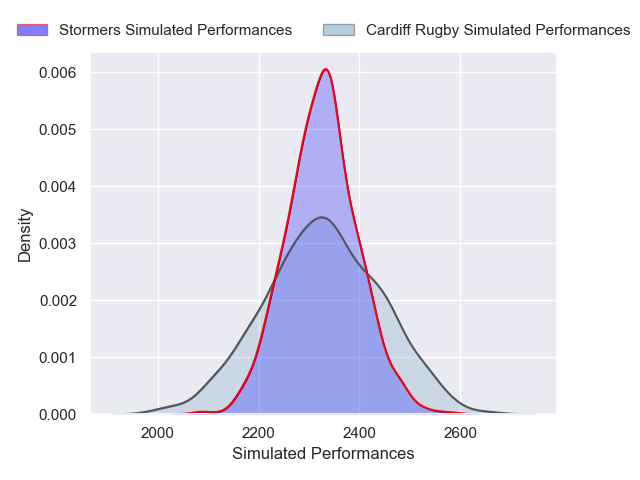 Stormers Simulated Performances
Cardiff Rugby Simulated Performances
0.006
0.005
0.004
0.003
0.002
0.001
0.000
Density
2000
2200
2400
2600
Simulated Performances